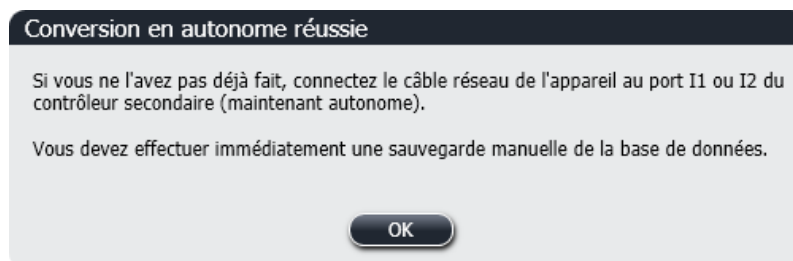 Conversion en autonome réussie
Si vous ne l'avez pas déjà fait, connectez le câble réseau de l'appareil au port I1 ou I2 du
contrôleur secondaire (maintenant autonome).
Vous devez effectuer immédiatement une sauvegarde manuelle de la base de données.
OK